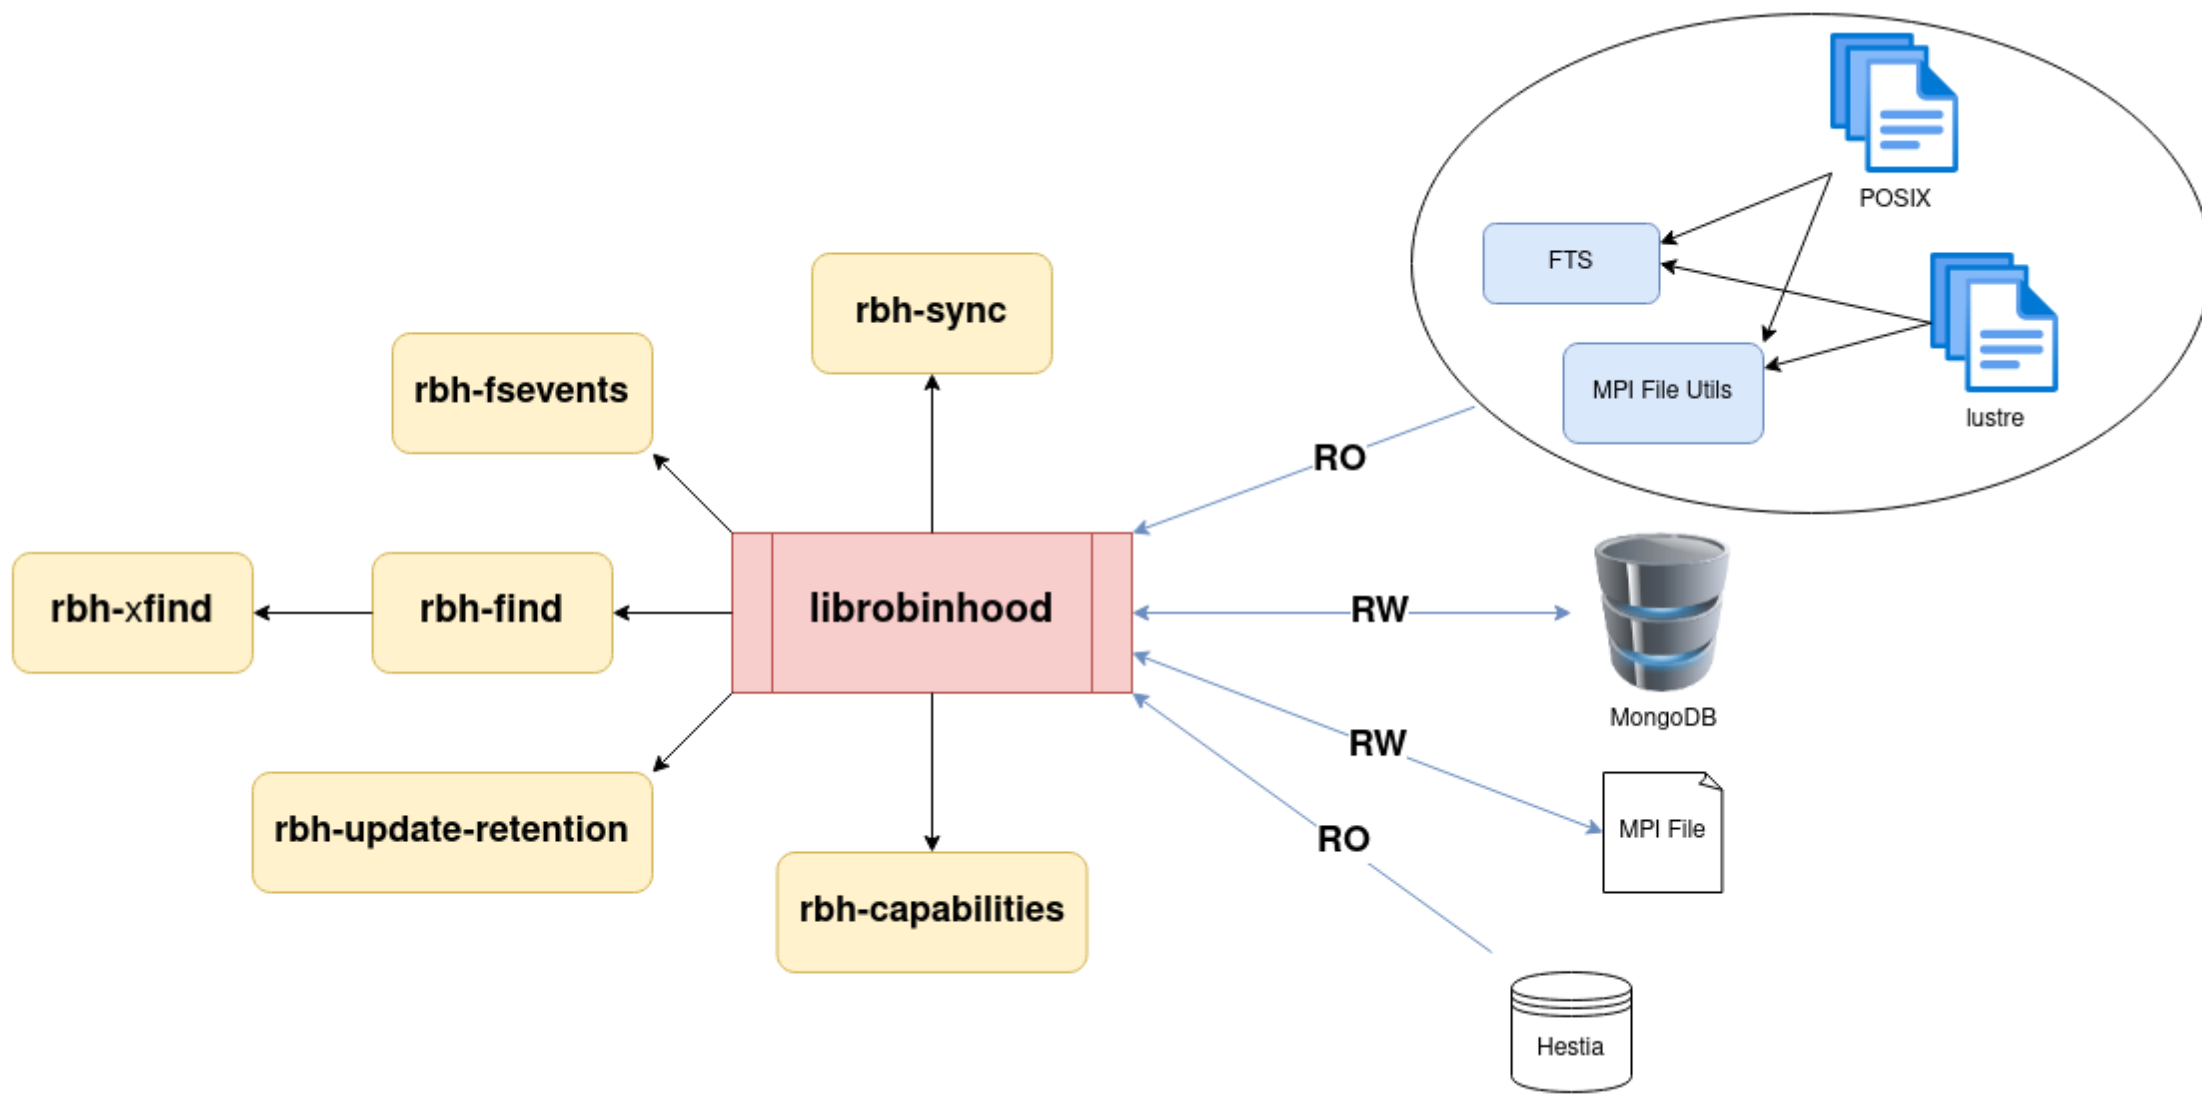 POSIX
FTS
rbh-sync
rbh-fsevents
MPI File Utils
lustre
RO
rbh-xfind
rbh-find
librobinhood
RW
MongoDB
RW
rbh-update-retention
MPI File
RO
rbh-capabilities
Hestia